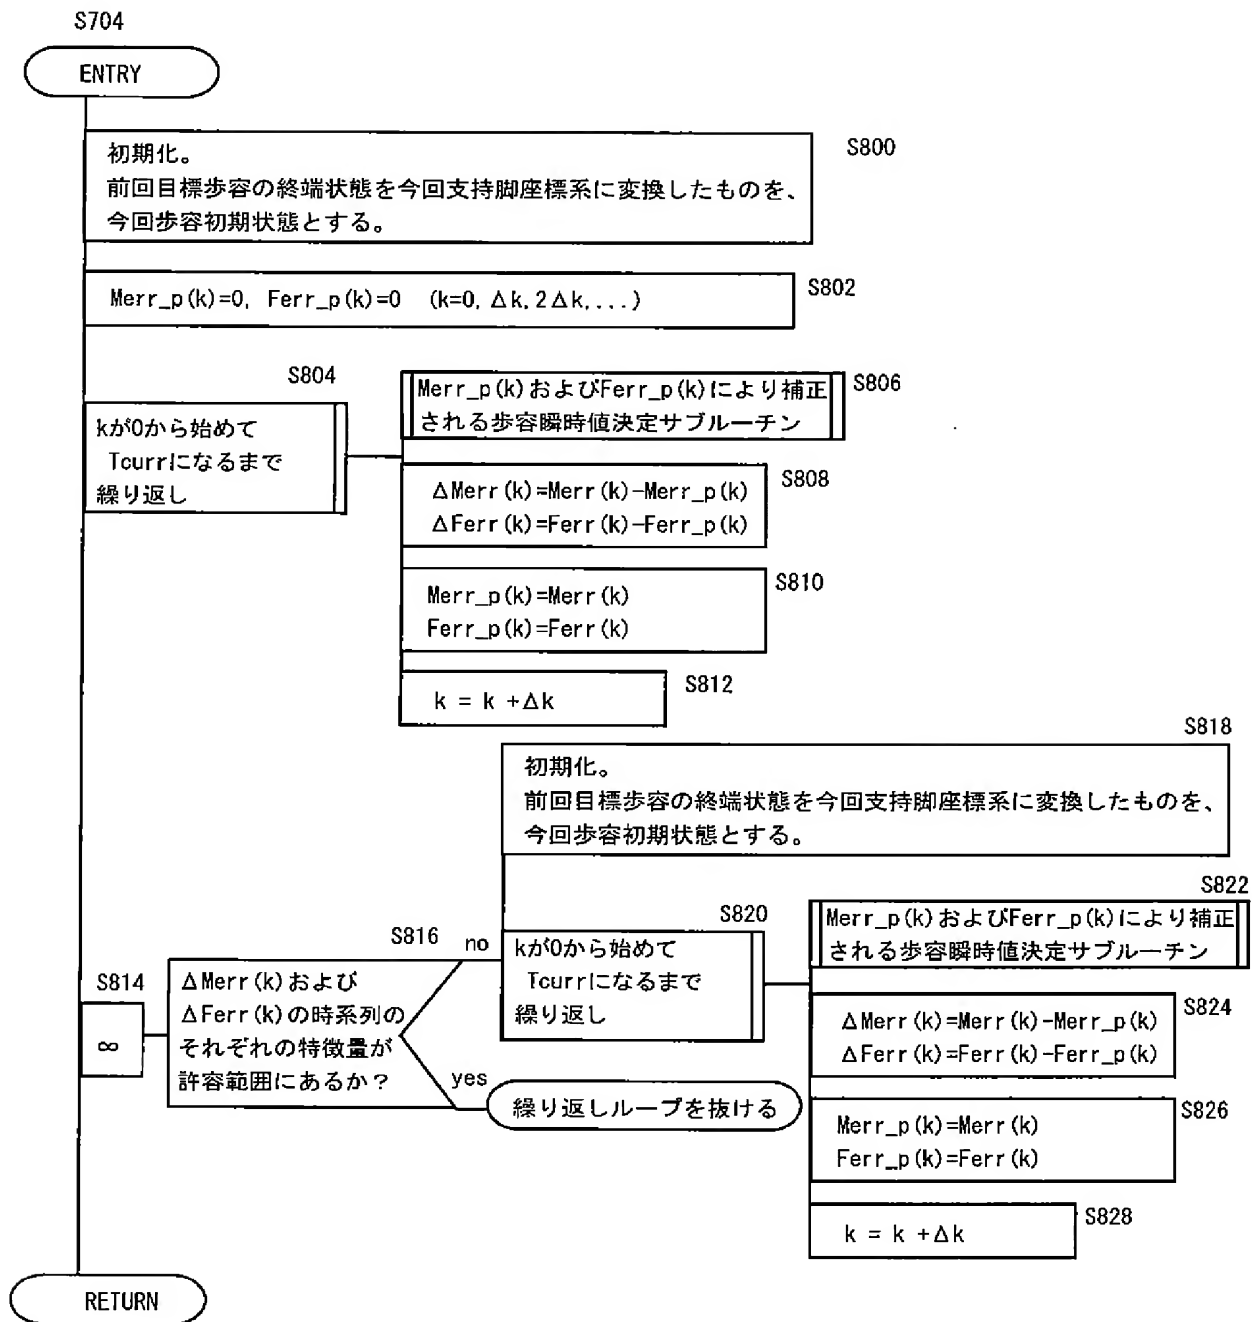 S704
ENTRY
S800
初期化。
前回目標歩容の終端状態を今回支持脚座標系に変換したものを、
今回歩容初期状態とする。
S802
Merr_p(k)=0, Ferr_p(k)=0 (k=0, Δk, 2Δk, ...)
S804
kが0から始めて
Tcurrになるまで
繰り返し
S806
Merr_p(k)およびFerr_p(k)により補正
される歩容瞬時値決定サブルーチン
S808
ΔMerr(k)=Merr(k)-Merr_p(k)
ΔFerr(k)=Ferr(k)-Ferr_p(k)
S810
Merr_p(k)=Merr(k)
Ferr_p(k)=Ferr(k)
S812
k = k +Δk
S818
初期化。
前回目標歩容の終端状態を今回支持脚座標系に変換したものを、
今回歩容初期状態とする。
S814
∞
S816
ΔMerr(k)および
ΔFerr(k)の時系列の
それぞれの特徴量が
許容範囲にあるか?
no
yes
繰り返しループを抜ける
S820
kが0から始めて
Tcurrになるまで
繰り返し
S822
Merr_p(k)およびFerr_p(k)により補正
される歩容瞬時値決定サブルーチン
S824
ΔMerr(k)=Merr(k)-Merr_p(k)
ΔFerr(k)=Ferr(k)-Ferr_p(k)
S826
Merr_p(k)=Merr(k)
Ferr_p(k)=Ferr(k)
S828
k = k +Δk
RETURN